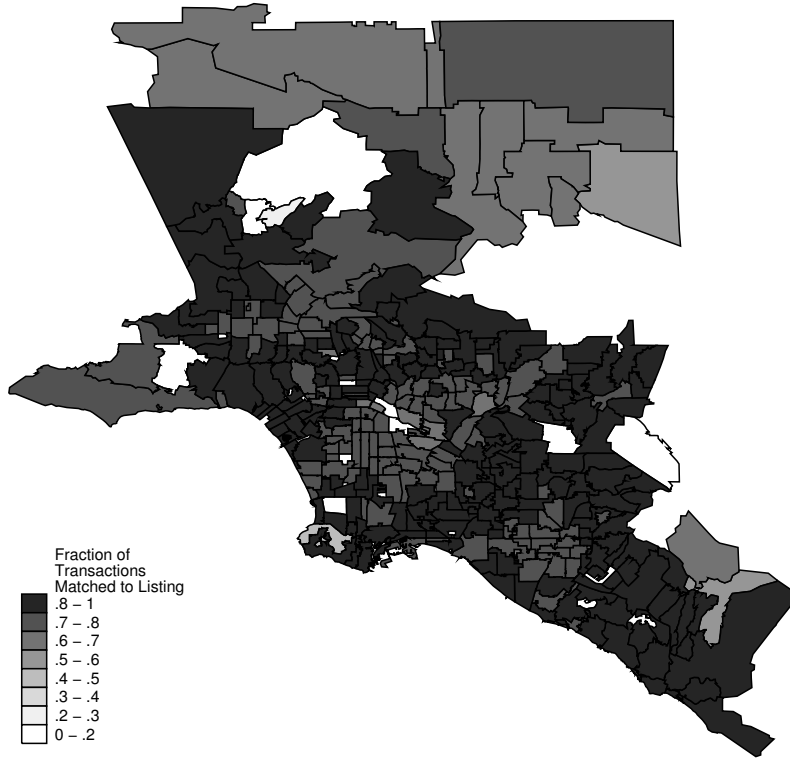 Fraction of
Transactions
Matched to Listing
.8 − 1
.7 − .8
.6 − .7
.5 − .6
.4 − .5
.3 − .4
.2 − .3
0 − .2